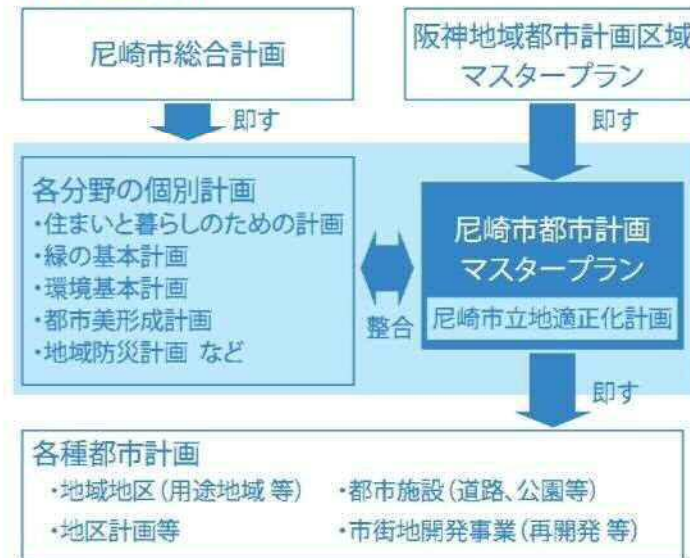 尼崎市総合計画
阪神地域都市計画区域
マスタープラン
即す
即す
各分野の個別計画
・住まいと暮らしのための計画
・緑の基本計画
・環境基本計画
・都市美形成計画
・地域防災計画 など
整合
尼崎市都市計画
マスタープラン
尼崎市立地適正化計画
即す
各種都市計画
・地域地区(用途地域 等)
・都市施設(道路、公園等)
・地区計画等
・市街地開発事業(再開発 等)